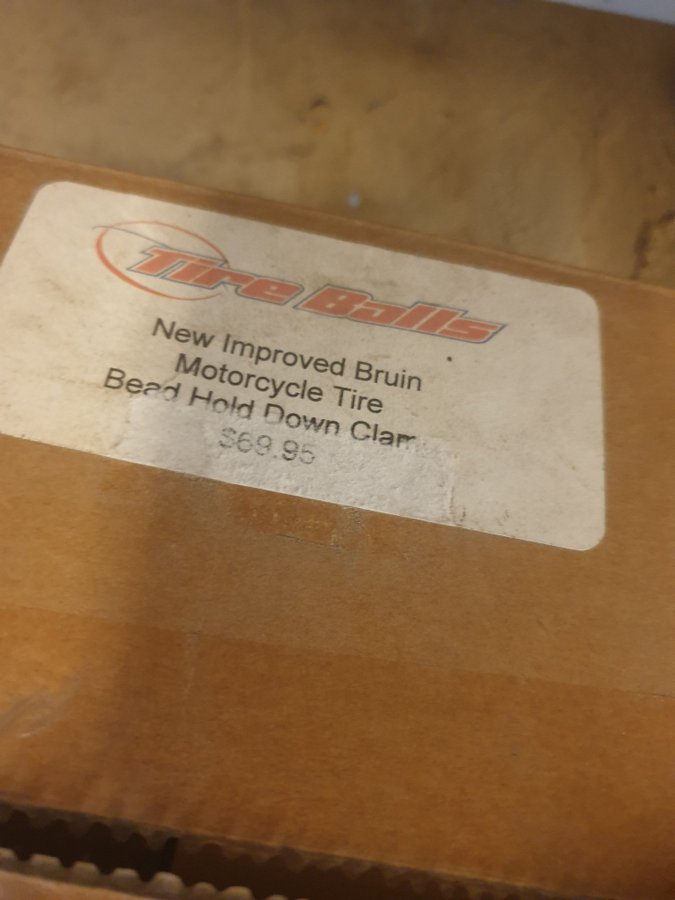 Tire Balls
New Improved Bruin
Motorcycle Tire
Bead Hold Down Clam
$69.95